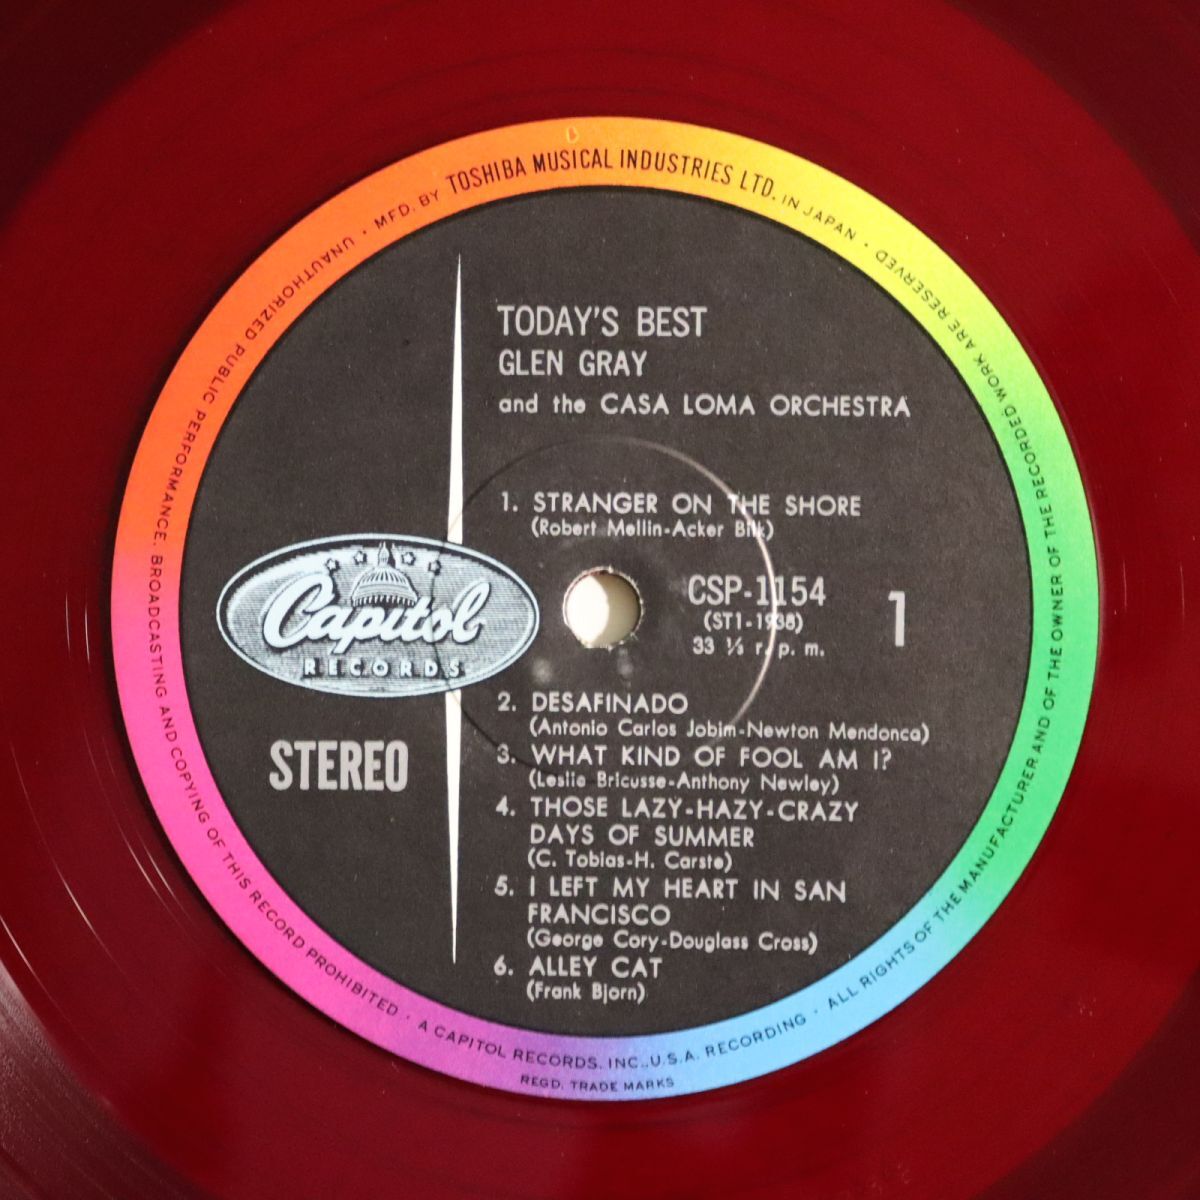 MFD. BY TOSHIBA MUSICAL INDUSTRIES LTD. IN JAPAN · ALL RIGHTS OF THE MANUFACTURER AND OF THE OWNER OF THE RECORDED WORK ARE RESERVED ·
UNAUTHORIZED PUBLIC PERFORMANCE. BROADCASTING AND COPYING OF THIS RECORD PROHIBITED · A CAPITOL RECORDS, INC., U.S.A. RECORDING ·
REGD. TRADE MARKS
TODAY'S BEST
GLEN GRAY
and the CASA LOMA ORCHESTRA
1. STRANGER ON THE SHORE
(Robert Mellin-Acker Bilk)
Capitol
RECORDS
STEREO
CSP-1154
(ST1-1938)
33 ⅓ r. p. m.
1
2. DESAFINADO
(Antonio Carlos Jobim-Newton Mendonca)
3. WHAT KIND OF FOOL AM I?
(Leslie Bricusse-Anthony Newley)
4. THOSE LAZY-HAZY-CRAZY
DAYS OF SUMMER
(C. Tobias-H. Carste)
5. I LEFT MY HEART IN SAN
FRANCISCO
(George Cory-Douglass Cross)
6. ALLEY CAT
(Frank Bjorn)